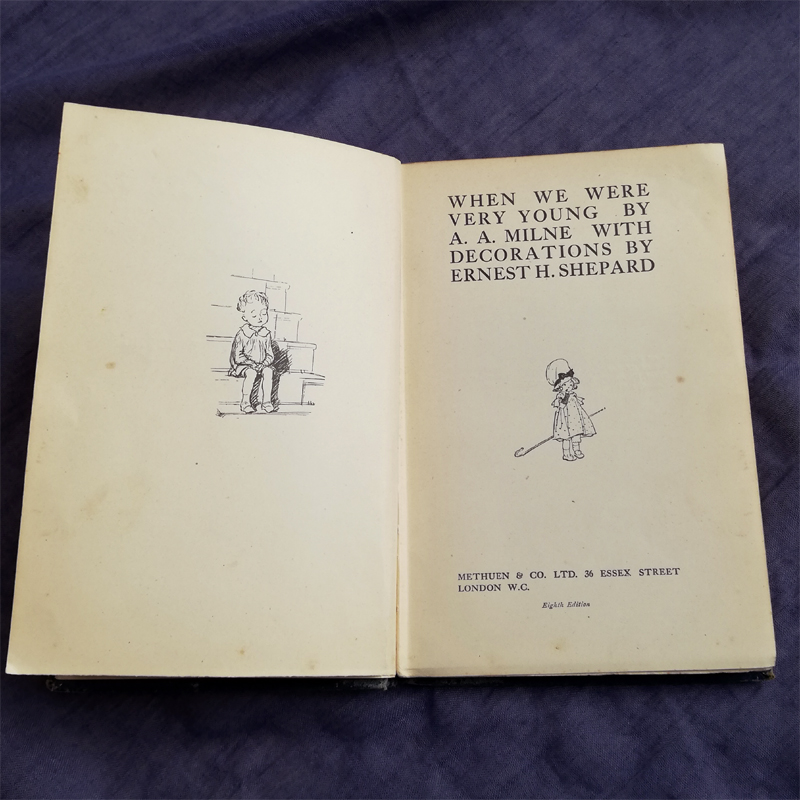 WHEN WE WERE
VERY YOUNG BY
A. A. MILNE WITH
DECORATIONS BY
ERNEST H. SHEPARD
METHUEN & CO. LTD. 36 ESSEX STREET
LONDON W.C.
Eighth Edition